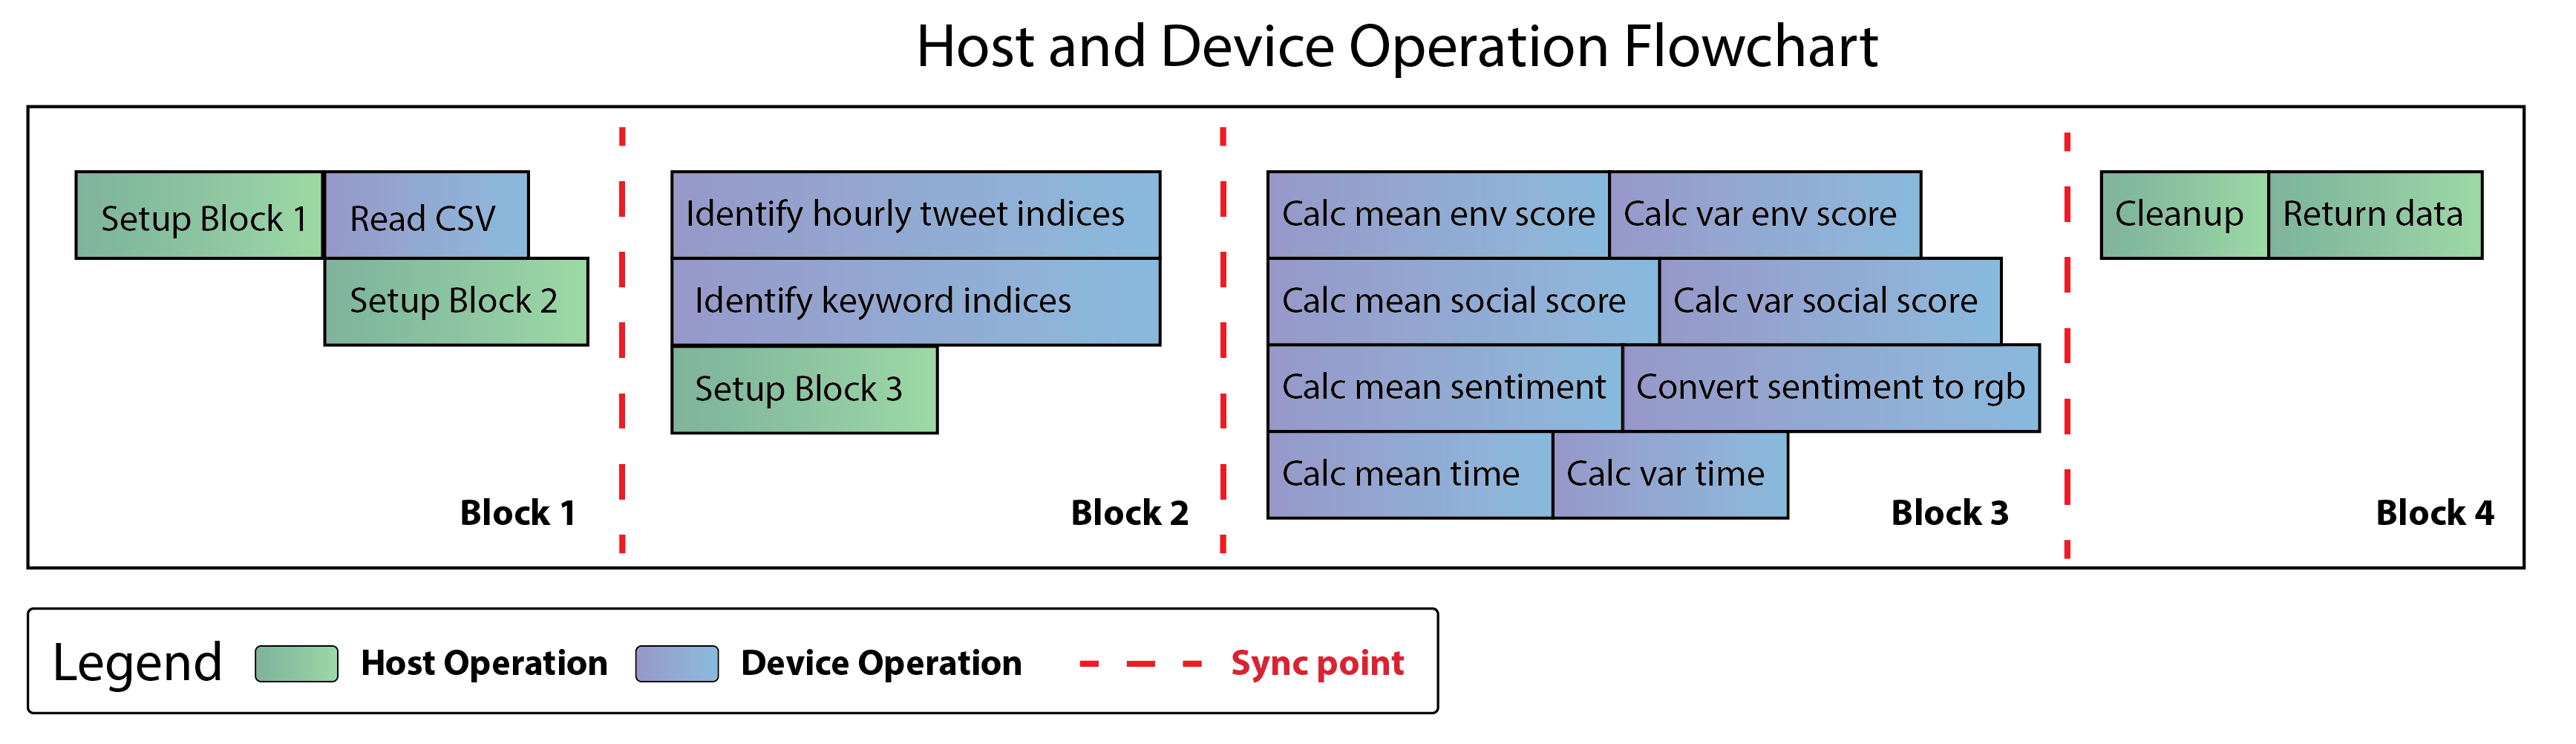 Host and Device Operation Flowchart
Setup Block 1
Read CSV
Setup Block 2
Block 1
Identify hourly tweet indices
Identify keyword indices
Setup Block 3
Block 2
Calc mean env score
Calc var env score
Calc mean social score
Calc var social score
Calc mean sentiment
Convert sentiment to rgb
Calc mean time
Calc var time
Block 3
Cleanup
Return data
Block 4
Legend
Host Operation
Device Operation
Sync point